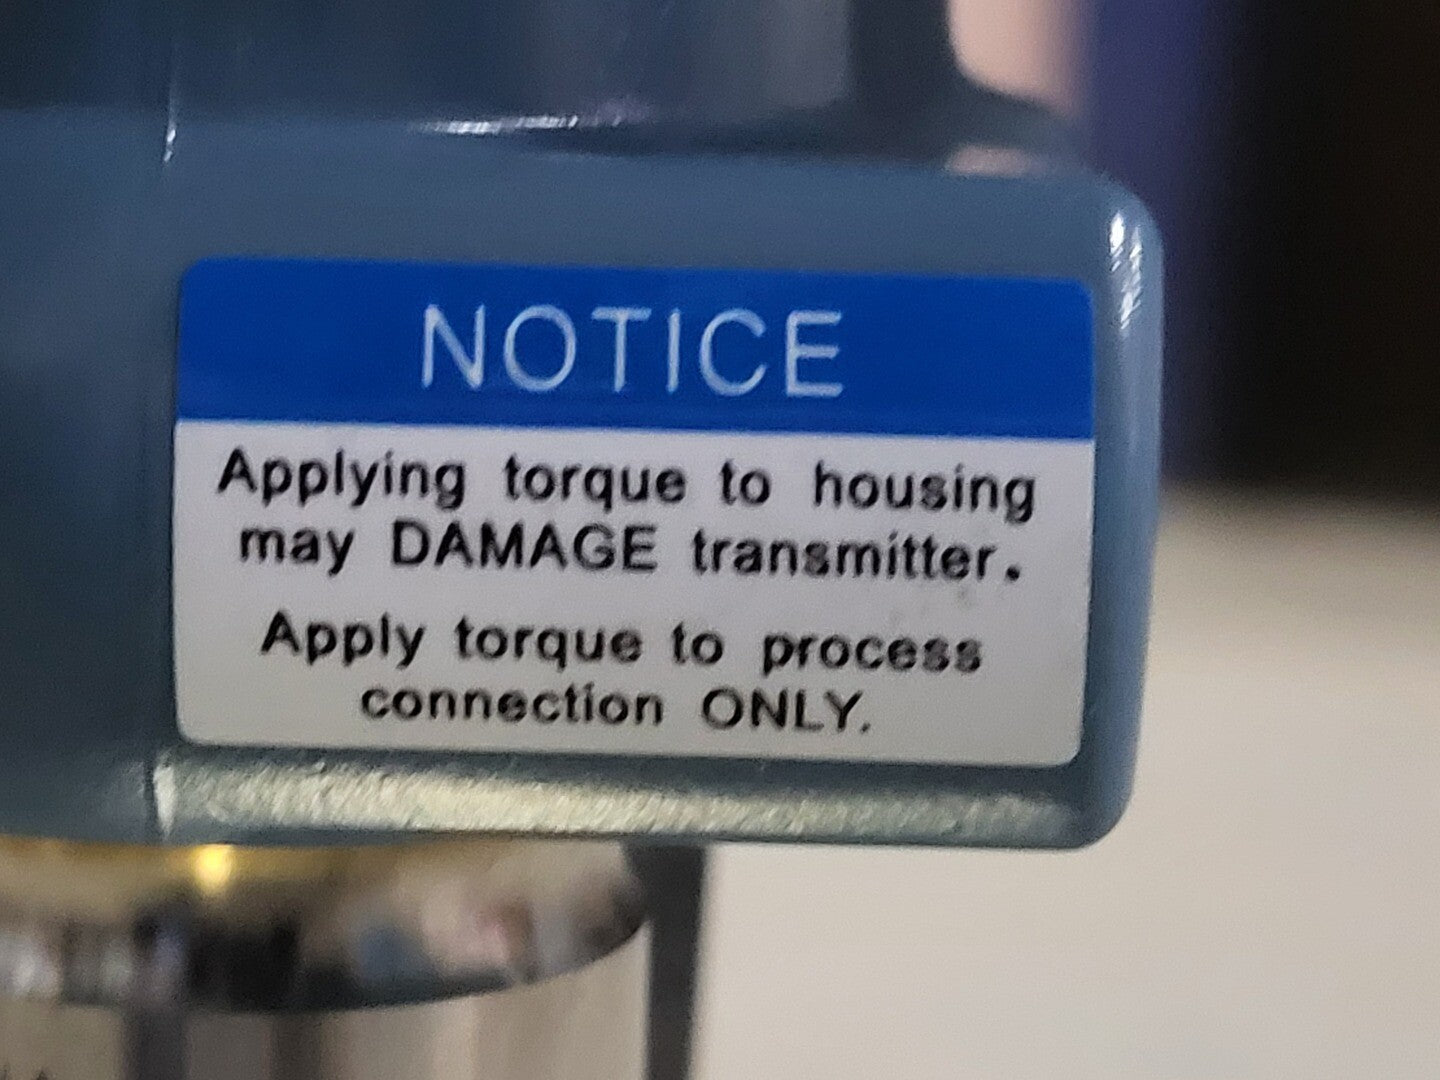 NOTICE
Applying torque to housing
may DAMAGE transmitter.
Apply torque to process
connection ONLY.